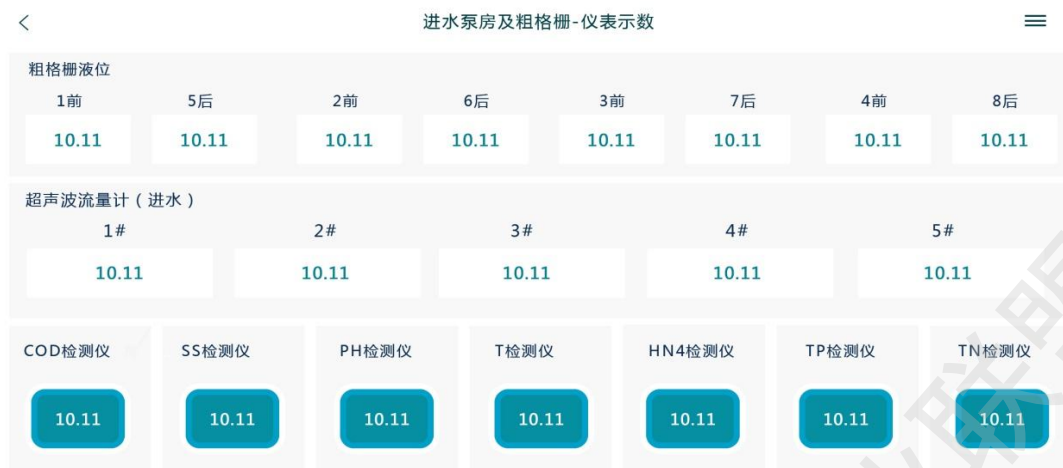 进水泵房及粗格栅-仪表示数
粗格栅液位
1前 5后 2前 6后 3前 7后 4前 8后
10.11 10.11 10.11 10.11 10.11 10.11 10.11 10.11
超声波流量计（进水）
1# 2# 3# 4# 5#
10.11 10.11 10.11 10.11 10.11
COD检测仪 SS检测仪 PH检测仪 T检测仪 HN4检测仪 TP检测仪 TN检测仪
10.11 10.11 10.11 10.11 10.11 10.11 10.11